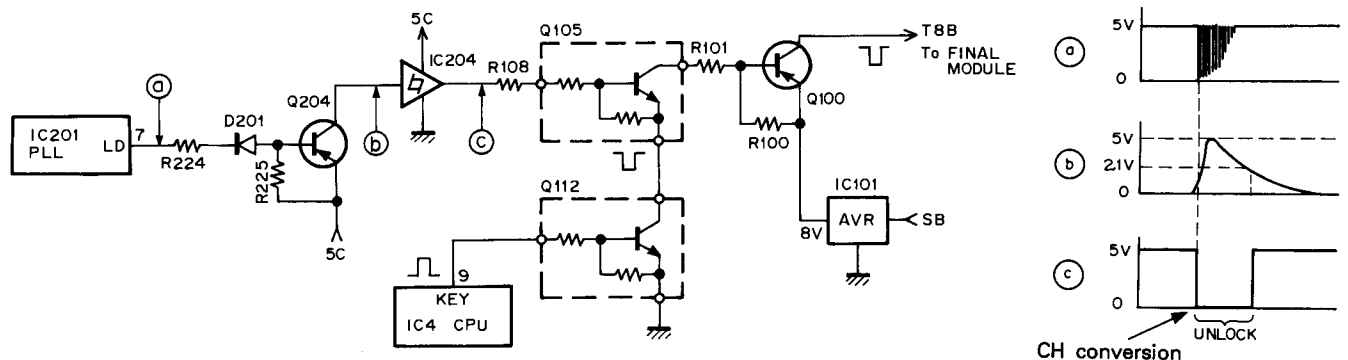 5C
Q105
T8B
To FINAL
MODULE
IC204
R108
R101
Q100
R100
a
Q204
IC201
PLL
LD
7
R224
D201
R225
5C
b
c
Q112
IC101
AVR
8V
SB
9
KEY
IC4 CPU
a
5V
0
b
5V
2.1V
0
c
5V
0
UNLOCK
CH conversion